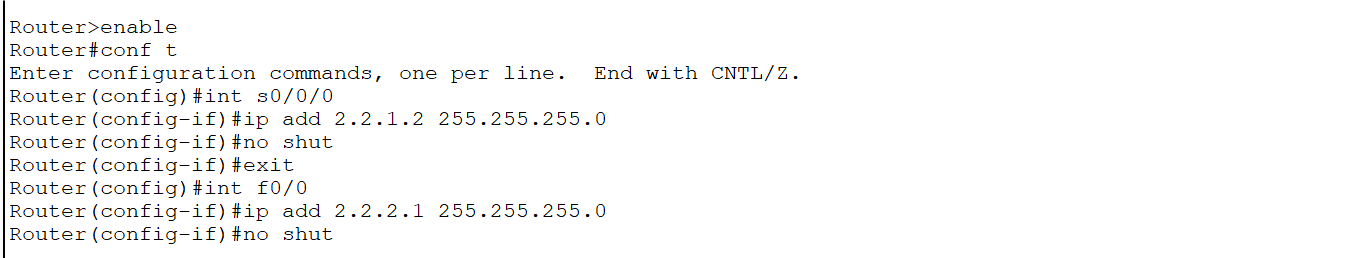 Router>enable
Router#conf t
Enter configuration commands, one per line.  End with CNTL/Z.
Router(config)#int s0/0/0
Router(config-if)#ip add 2.2.1.2 255.255.255.0
Router(config-if)#no shut
Router(config-if)#exit
Router(config)#int f0/0
Router(config-if)#ip add 2.2.2.1 255.255.255.0
Router(config-if)#no shut